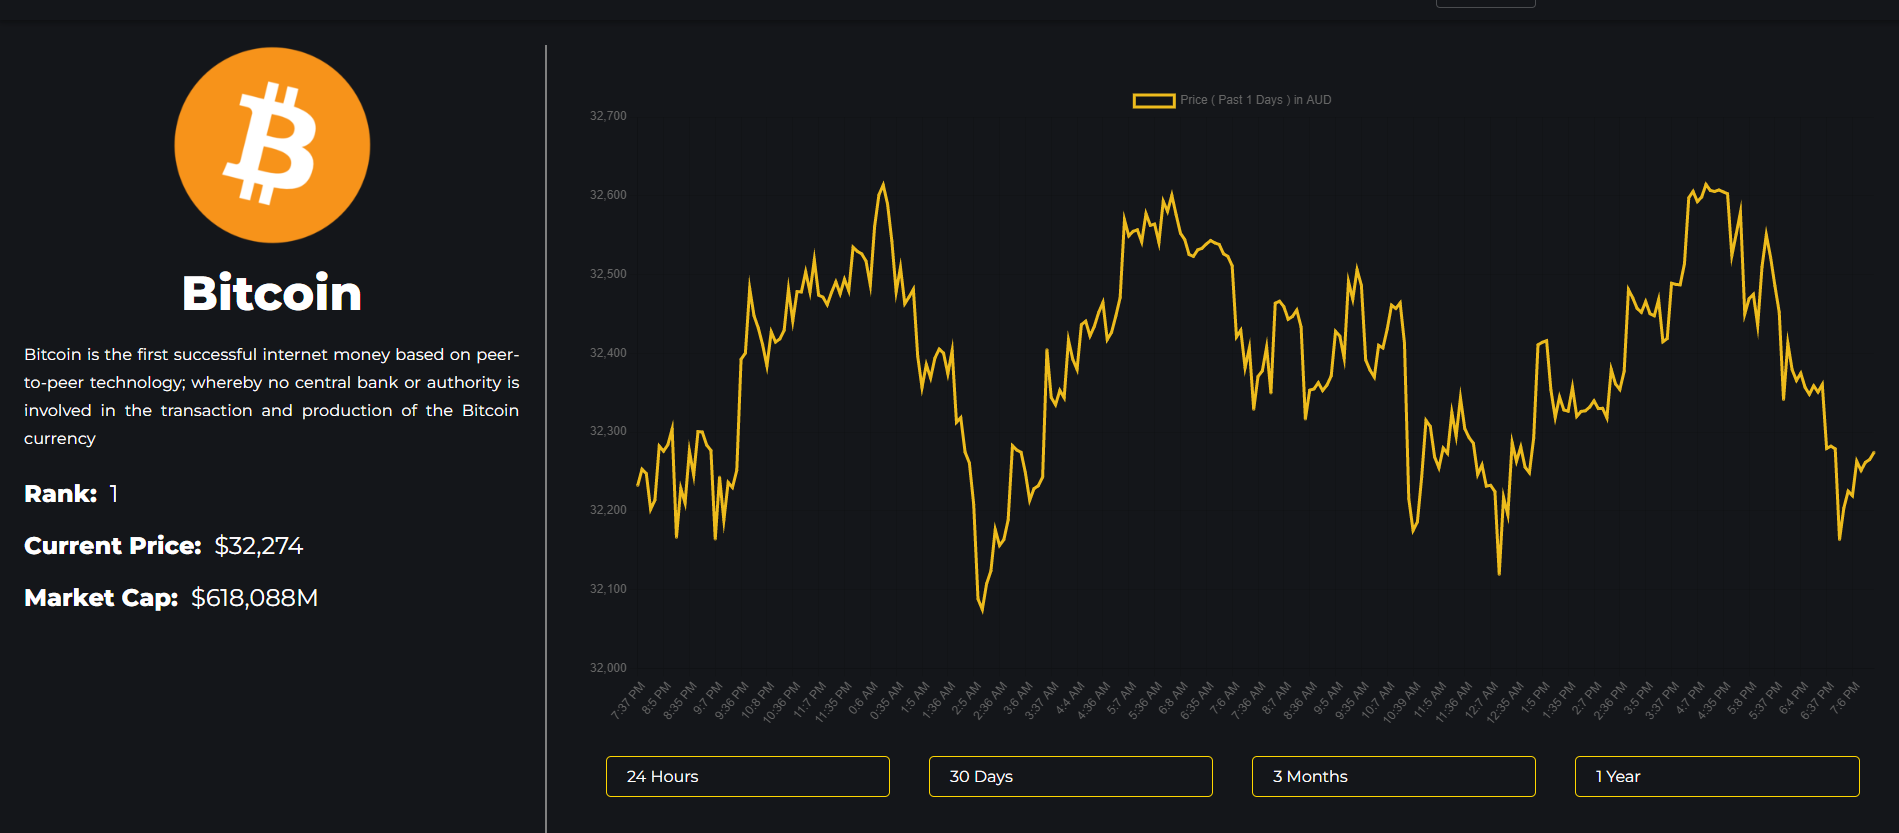 Bitcoin
Bitcoin is the first successful internet money based on peer-
to-peer technology; whereby no central bank or authority is
involved in the transaction and production of the Bitcoin
currency
Rank: 1
Current Price: $32,274
Market Cap: $618,088M
Price ( Past 1 Days ) in AUD
32,700
32,600
32,500
32,400
32,300
32,200
32,100
32,000
7:37 PM
8:5 PM
8:35 PM
9:7 PM
9:36 PM
10:8 PM
10:36 PM
11:7 PM
11:35 PM
0:6 AM
0:35 AM
1:5 AM
1:36 AM
2:5 AM
2:36 AM
3:6 AM
3:37 AM
4:4 AM
4:36 AM
5:7 AM
5:36 AM
6:8 AM
6:35 AM
7:6 AM
7:36 AM
8:7 AM
8:36 AM
9:5 AM
9:35 AM
10:7 AM
10:39 AM
11:5 AM
11:36 AM
12:7 AM
12:35 AM
1:5 PM
1:35 PM
2:7 PM
2:36 PM
3:5 PM
3:37 PM
4:7 PM
4:35 PM
5:8 PM
5:37 PM
6:4 PM
6:37 PM
7:6 PM
24 Hours
30 Days
3 Months
1 Year